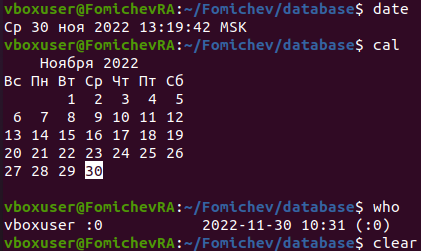 vboxuser@FomichevRA:~/Fomichev/database$ date
Ср 30 ноя 2022 13:19:42 MSK
vboxuser@FomichevRA:~/Fomichev/database$ cal
    Ноября 2022
Вс Пн Вт Ср Чт Пт Сб
       1  2  3  4  5
 6  7  8  9 10 11 12
13 14 15 16 17 18 19
20 21 22 23 24 25 26
27 28 29 30
vboxuser@FomichevRA:~/Fomichev/database$ who
vboxuser :0           2022-11-30 10:31 (:0)
vboxuser@FomichevRA:~/Fomichev/database$ clear